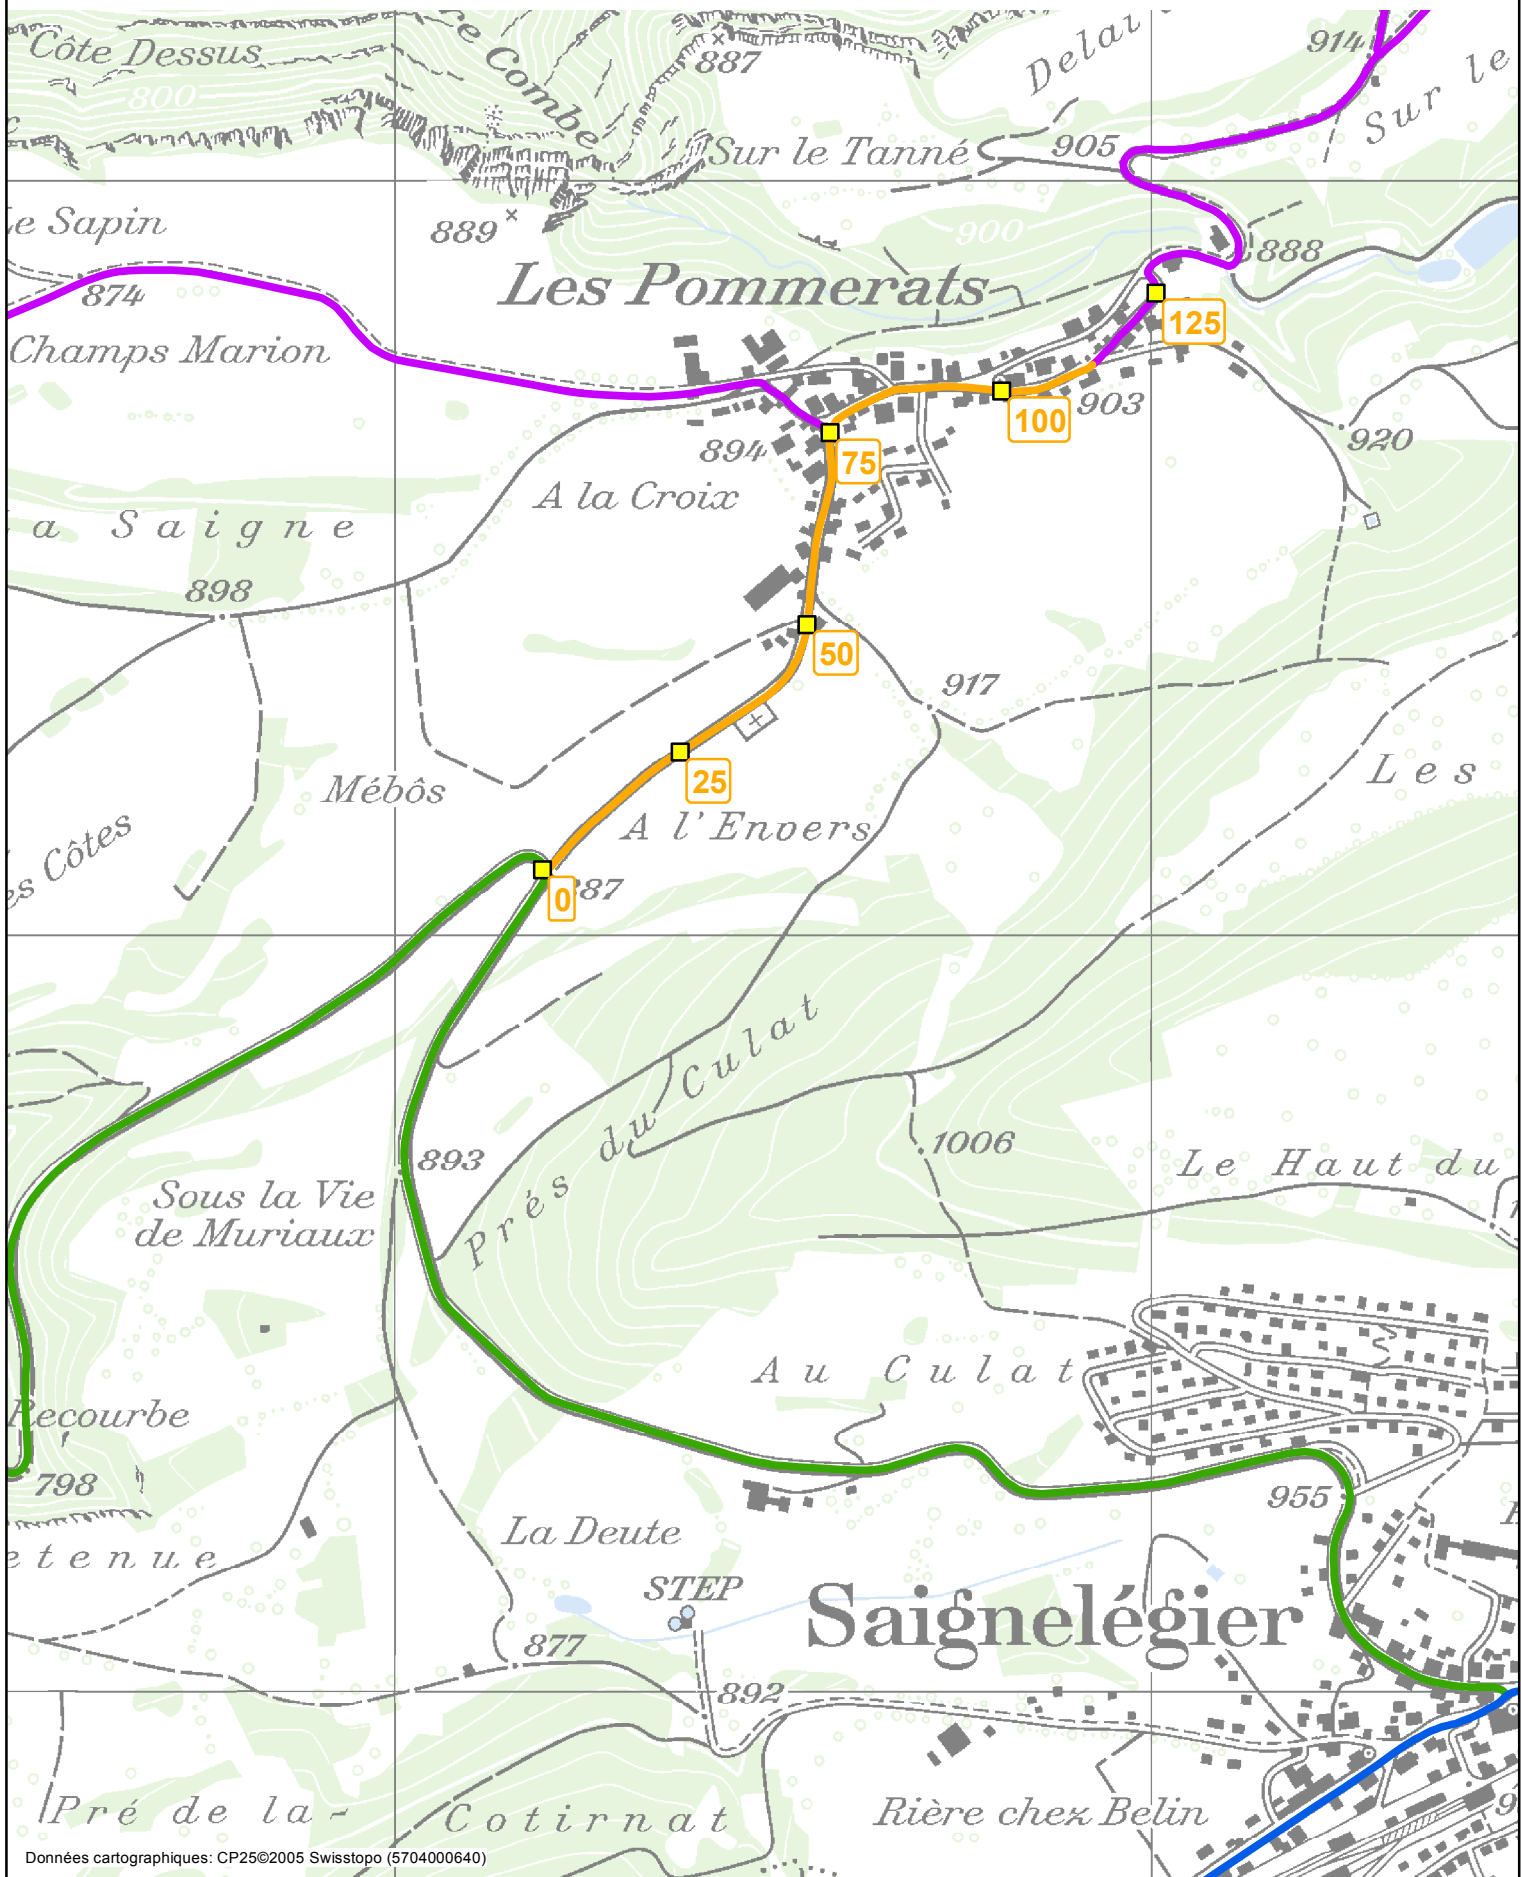 Côte Dessus
Combe
887
914
Sur le
800
Sur le Tanné
905
Sapin
889
900
888
874
Les Pommerats
125
Champs Marion
100
903
894
75
920
A la Croix
Saigne
898
50
917
25
Les
Mébôs
A l'Envers
Côtes
0
Prés du Culat
1006
893
Le Haut du
Sous la Vie
de Muriaux
Au Culat
Recourbe
798
955
La Deute
STEP
Saignelégier
877
892
Pré de la-
Cotirnat
Rière chez Belin
Données cartographiques: CP25©2005 Swisstopo (5704000640)